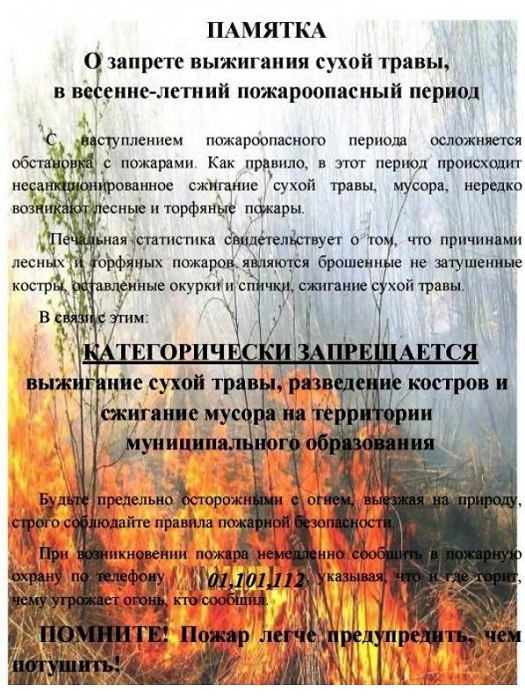 ПАМЯТКА
О запрете выжигания сухой травы,
в весенне-летний пожароопасный период
С наступлением пожароопасного периода осложняется
обстановка с пожарами. Как правило, в этот период происходит
несанкционированное сжигание сухой травы, мусора, нередко
возникают лесные и торфяные пожары.
Печальная статистика свидетельствует о том, что причинами
лесных и торфяных пожаров являются брошенные не затушенные
костры, оставленные окурки и спички, сжигание сухой травы.
В связи с этим:
КАТЕГОРИЧЕСКИ ЗАПРЕЩАЕТСЯ
выжигание сухой травы, разведение костров и
сжигание мусора на территории
муниципального образования
Будьте предельно осторожными с огнем, выезжая на природу,
строго соблюдайте правила пожарной безопасности.
При возникновении пожара немедленно сообщить в пожарную
охрану по телефону 01,101,112, указывая, что и где горит,
чему угрожает огонь, кто сообщил.
ПОМНИТЕ! Пожар легче предупредить, чем
потушить!